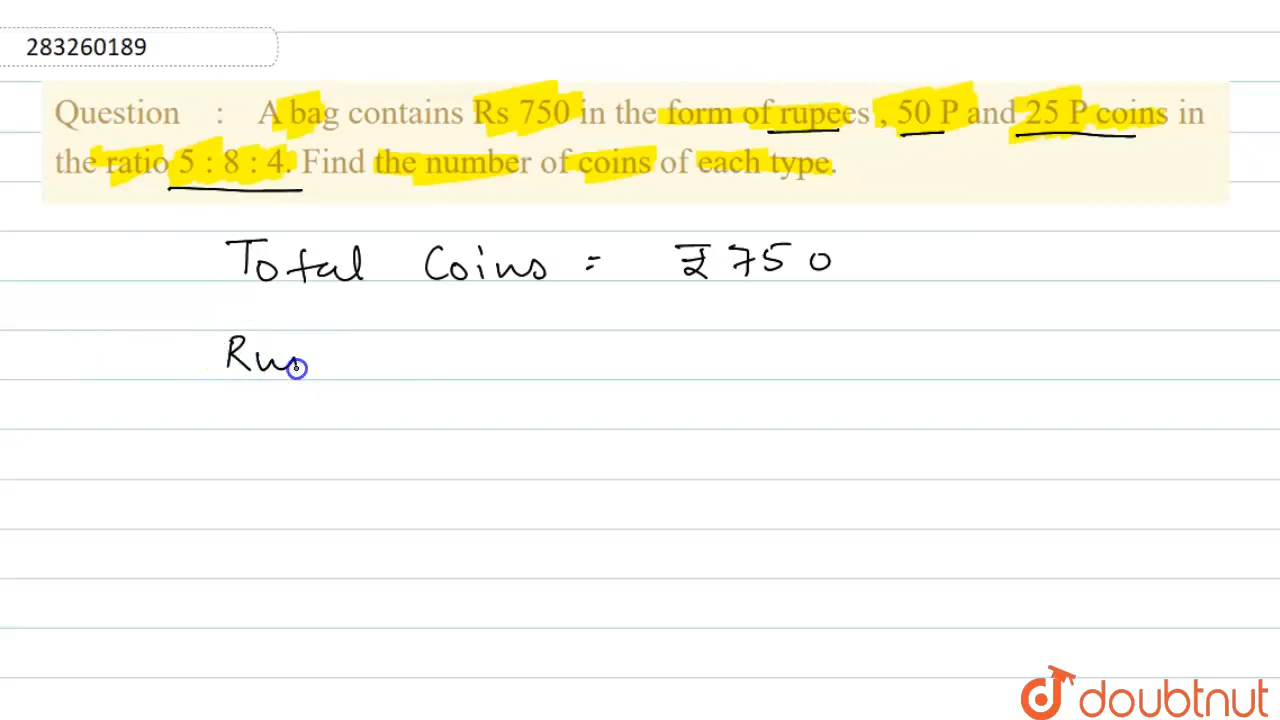 283260189
Question : A bag contains Rs 750 in the form of rupees , 50 P and 25 P coins in
the ratio 5 : 8 : 4. Find the number of coins of each type.
Total Coins = ₹750
doubtnut